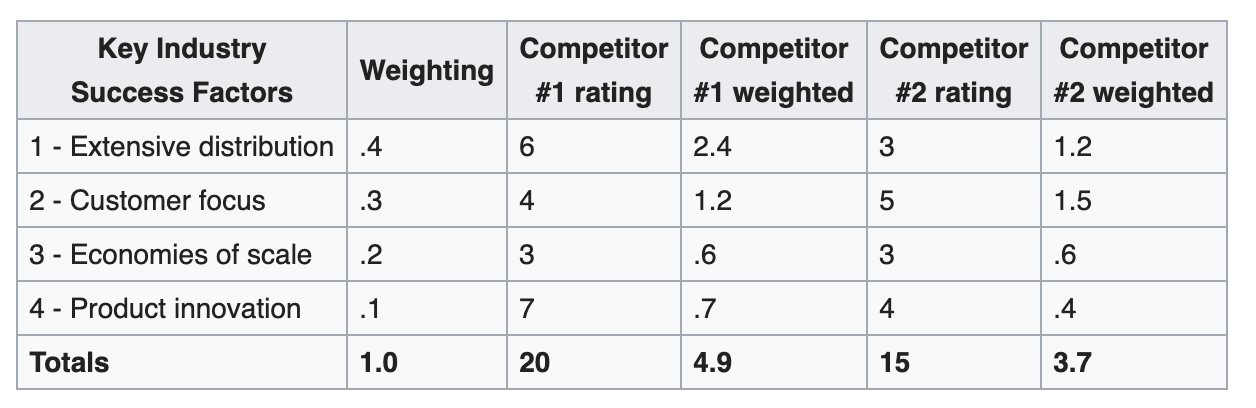 Key Industry Success Factors Weighting Competitor #1 rating Competitor #1 weighted Competitor #2 rating Competitor #2 weighted
1 - Extensive distribution .4 6 2.4 3 1.2
2 - Customer focus .3 4 1.2 5 1.5
3 - Economies of scale .2 3 .6 3 .6
4 - Product innovation .1 7 .7 4 .4
Totals 1.0 20 4.9 15 3.7